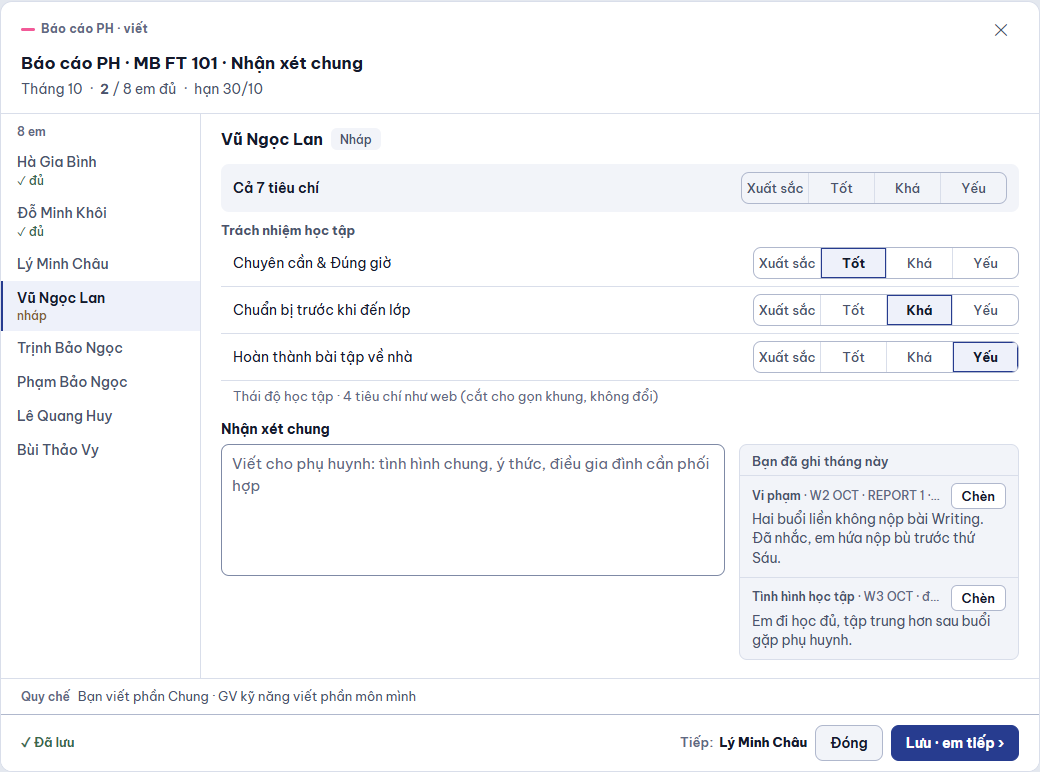 Báo cáo PH · viết
Báo cáo PH · MB FT 101 · Nhận xét chung
Tháng 10 · 2 / 8 em đủ · hạn 30/10
8 em
Hà Gia Bình
✓ đủ
Đỗ Minh Khôi
✓ đủ
Lý Minh Châu
Vũ Ngọc Lan
nháp
Trịnh Bảo Ngọc
Phạm Bảo Ngọc
Lê Quang Huy
Bùi Thảo Vy
Vũ Ngọc Lan Nháp
Cả 7 tiêu chí Xuất sắc Tốt Khá Yếu
Trách nhiệm học tập
Chuyên cần & Đúng giờ Xuất sắc Tốt Khá Yếu
Chuẩn bị trước khi đến lớp Xuất sắc Tốt Khá Yếu
Hoàn thành bài tập về nhà Xuất sắc Tốt Khá Yếu
Thái độ học tập · 4 tiêu chí như web (cắt cho gọn khung, không đổi)
Nhận xét chung
Viết cho phụ huynh: tình hình chung, ý thức, điều gia đình cần phối
hợp
Bạn đã ghi tháng này
Vi phạm · W2 OCT · REPORT 1 ·... Chèn
Hai buổi liền không nộp bài Writing.
Đã nhắc, em hứa nộp bù trước thứ
Sáu.
Tình hình học tập · W3 OCT · đ... Chèn
Em đi học đủ, tập trung hơn sau buổi
gặp phụ huynh.
Quy chế Bạn viết phần Chung · GV kỹ năng viết phần môn mình
✓ Đã lưu
Tiếp: Lý Minh Châu Đóng Lưu · em tiếp ›